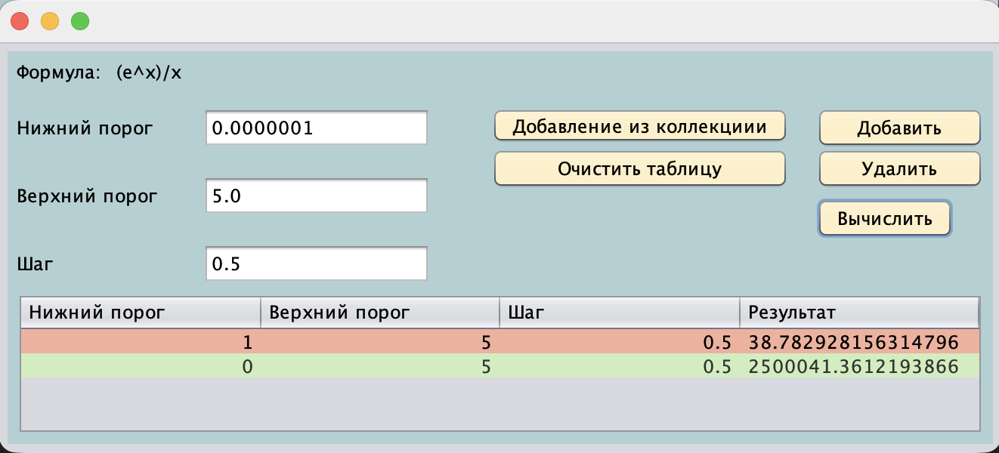 Формула: (e^x)/x
Нижний порог 0.0000001 Добавление из коллекциии Добавить
Очистить таблицу Удалить
Верхний порог 5.0
Вычислить
Шаг 0.5
Нижний порог Верхний порог Шаг Результат
1 5 0.5 38.782928156314796
0 5 0.5 2500041.3612193866